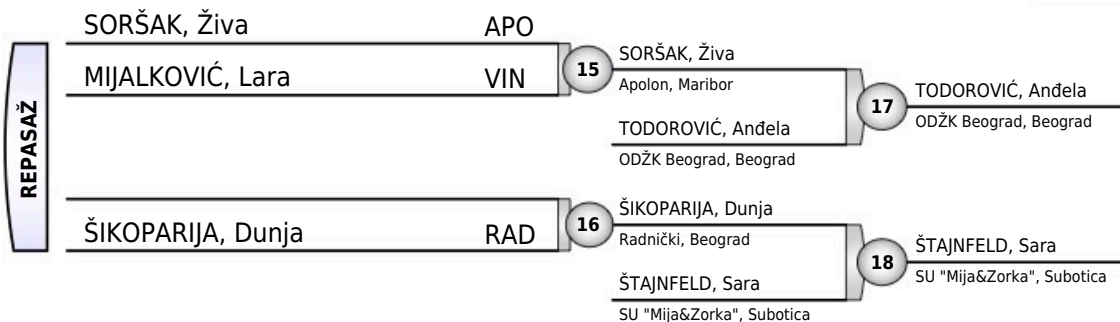 REPASAŽ
SORŠAK, Živa APO
MIJALKOVIĆ, Lara VIN
15
SORŠAK, Živa
Apolon, Maribor
TODOROVIĆ, Anđela
ODŽK Beograd, Beograd
17
TODOROVIĆ, Anđela
ODŽK Beograd, Beograd
ŠIKOPARIJA, Dunja RAD
16
ŠIKOPARIJA, Dunja
Radnički, Beograd
ŠTAJNFELD, Sara
SU "Mija&Zorka", Subotica
18
ŠTAJNFELD, Sara
SU "Mija&Zorka", Subotica